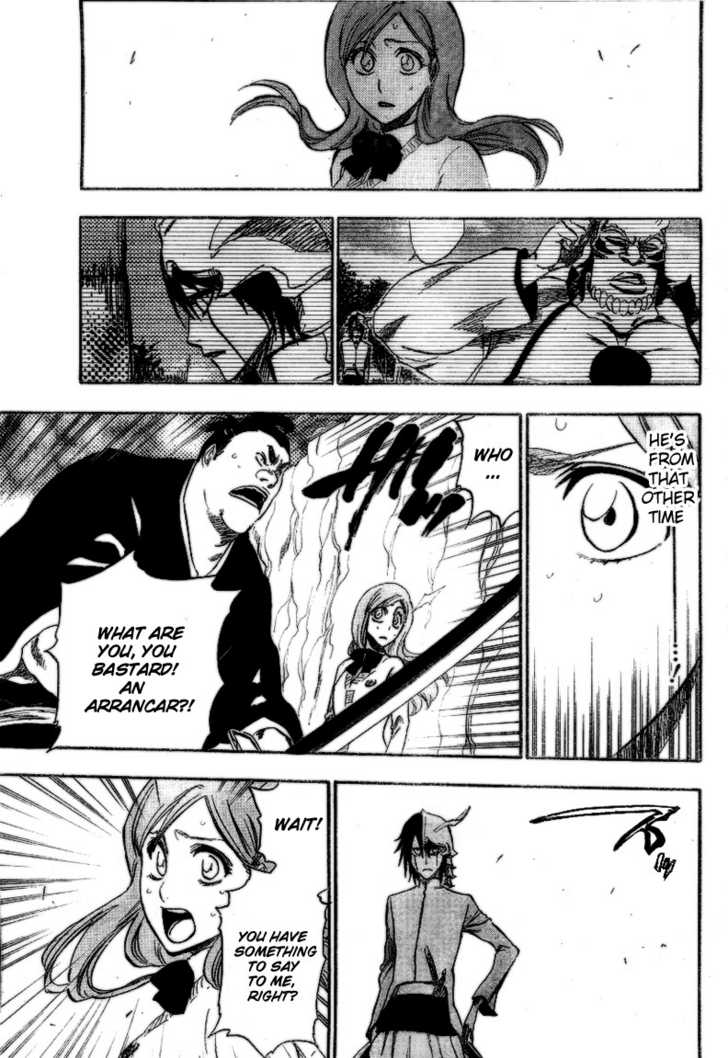 HE'S
FROM
THAT
OTHER
TIME
...!
WHO
...
WHAT ARE
YOU, YOU
BASTARD!
AN
ARRANCAR?!
WAIT!
YOU HAVE
SOMETHING
TO SAY
TO ME,
RIGHT?